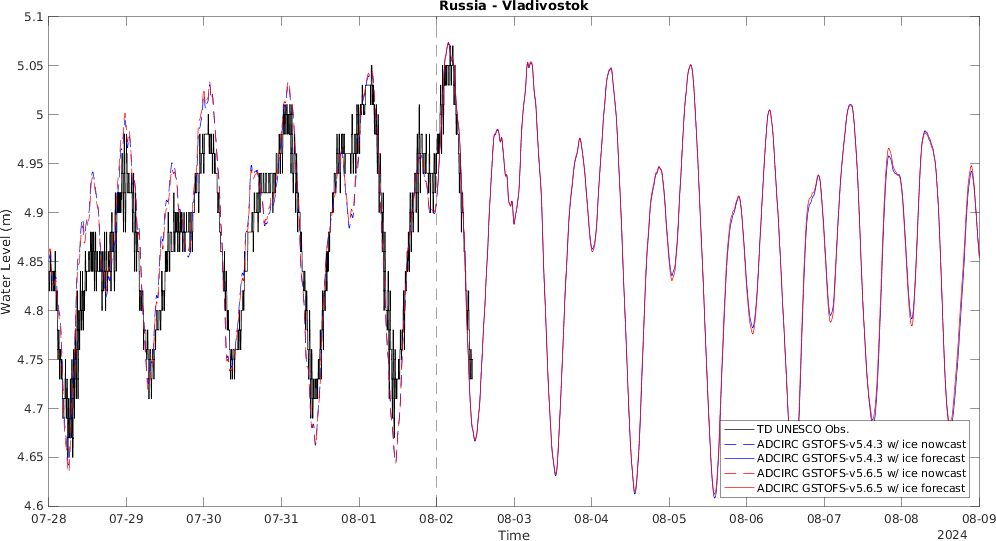 Russia - Vladivostok
5.1
5.05
5
4.95
4.9
4.85
4.8
4.75
4.7
4.65
4.6
Water Level (m)
TD UNESCO Obs.
ADCIRC GSTOFS-v5.4.3 w/ ice nowcast
ADCIRC GSTOFS-v5.4.3 w/ ice forecast
ADCIRC GSTOFS-v5.6.5 w/ ice nowcast
ADCIRC GSTOFS-v5.6.5 w/ ice forecast
07-28 07-29 07-30 07-31 08-01 08-02 08-03 08-04 08-05 08-06 08-07 08-08 08-09
Time
2024